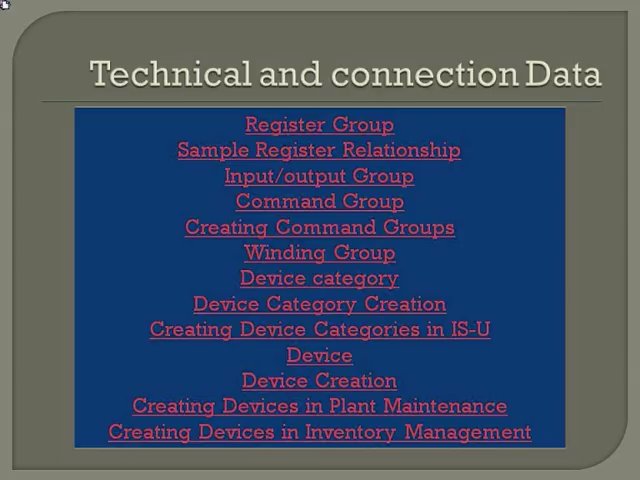 Technical and connection Data
Register Group
Sample Register Relationship
Input/output Group
Command Group
Creating Command Groups
Winding Group
Device category
Device Category Creation
Creating Device Categories in IS-U
Device
Device Creation
Creating Devices in Plant Maintenance
Creating Devices in Inventory Management